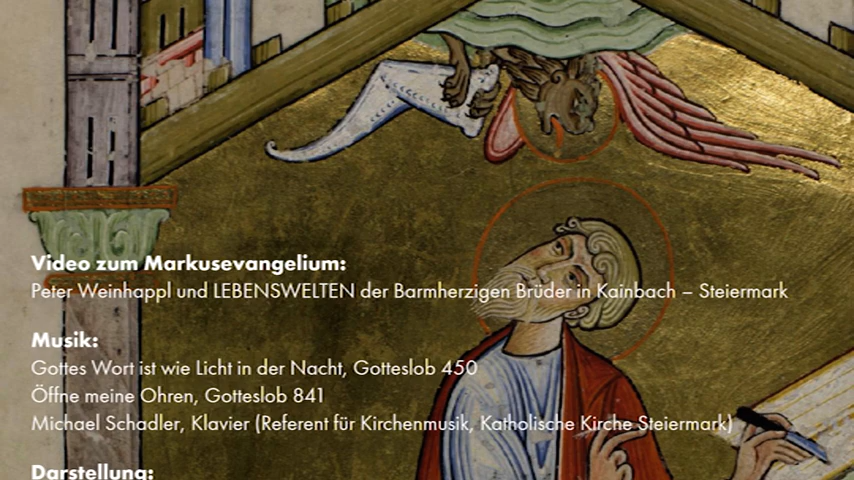 Video zum Markusevangelium:
Peter Weinhappl und LEBENSWELTEN der Barmherzigen Brüder in Kainbach – Steiermark
Musik:
Gottes Wort ist wie Licht in der Nacht, Gotteslob 450
Öffne meine Ohren, Gotteslob 841
Michael Schadler, Klavier (Referent für Kirchenmusik, Katholische Kirche Steiermark)
Darstellung: